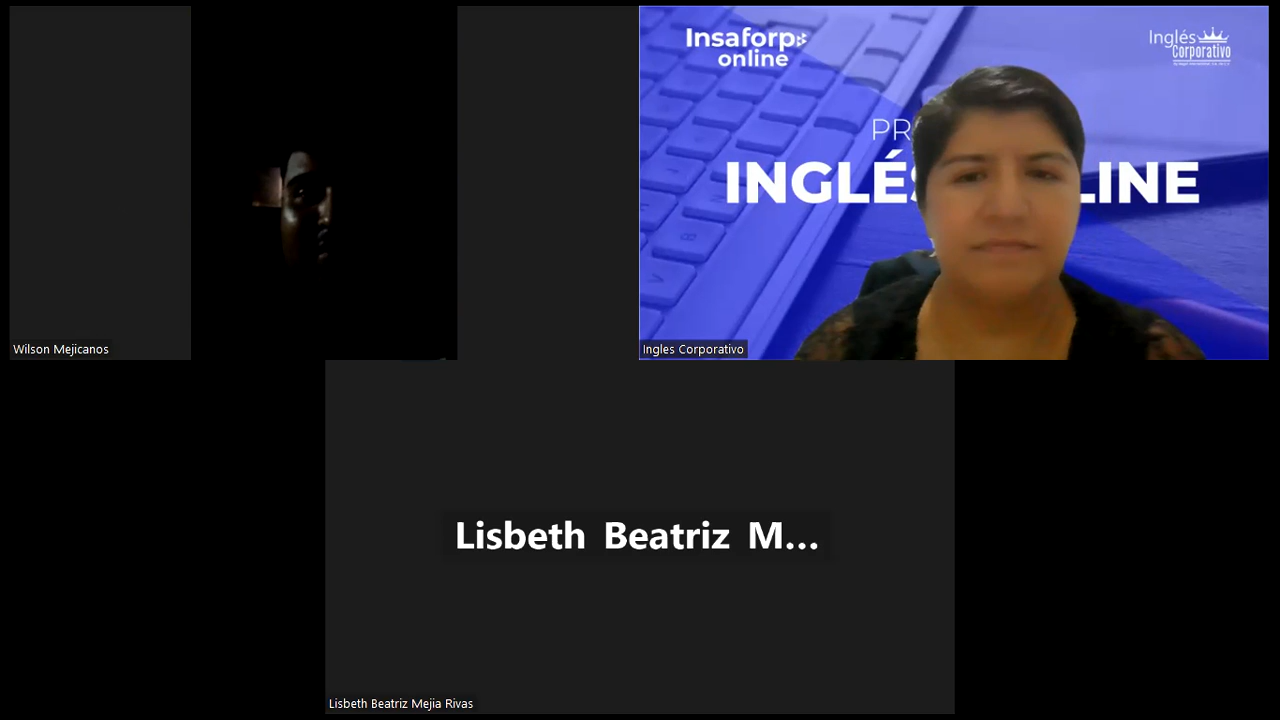 Wilson Mejicanos
Insaforp
online
Inglés
Corporativo
PR
INGLÉS
LINE
Ingles Corporativo
Lisbeth Beatriz M...
Lisbeth Beatriz Mejia Rivas